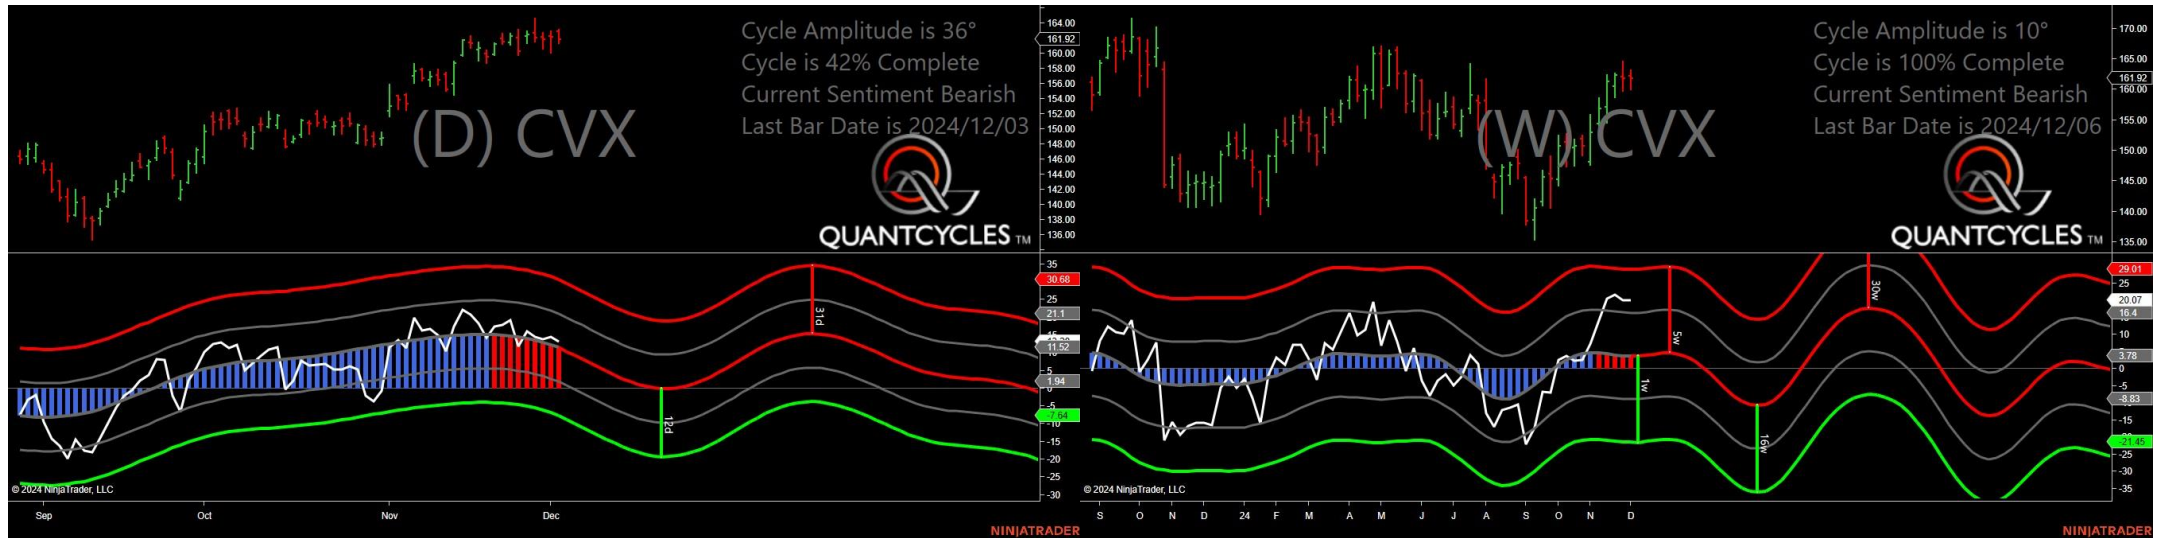 Cycle Amplitude is 36°
Cycle is 42% Complete
Current Sentiment Bearish
Last Bar Date is 2024/12/03
(D) CVX
QUANTCYCLES TM
164.00
161.92
160.00
158.00
156.00
154.00
152.00
150.00
148.00
146.00
144.00
142.00
140.00
138.00
136.00
35
30.68
25
21.1
11.52
1.94
-5
-7.64
-10
-15
-20
-25
-30
31d
12d
© 2024 NinjaTrader, LLC
Sep Oct Nov Dec
NINJATRADER
Cycle Amplitude is 10°
Cycle is 100% Complete
Current Sentiment Bearish
Last Bar Date is 2024/12/06
(W) CVX
QUANTCYCLES TM
170.00
165.00
161.92
160.00
155.00
150.00
145.00
140.00
135.00
29.01
25
20.07
16.4
10
3.78
0
-5
-8.83
-15
-21.45
-25
-30
-35
5w
1w
16w
30w
© 2024 NinjaTrader, LLC
S O N D 24 F M A M J J A S O N D
NINJATRADER